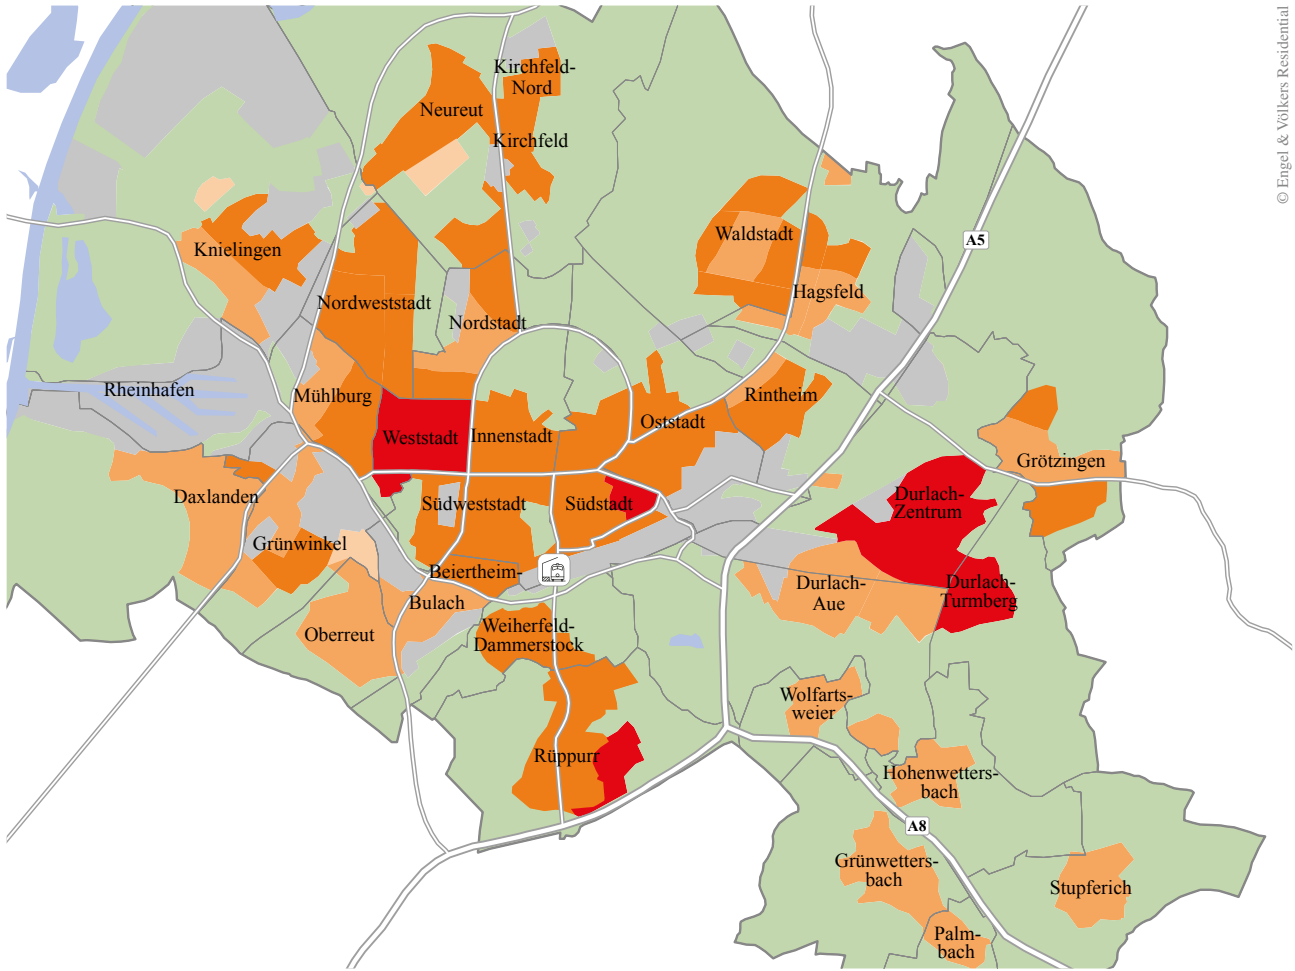 © Engel & Völkers Residential
Kirchfeld-
Nord
Neureut
Kirchfeld
Waldstadt
A5
Knielingen
Hagsfeld
Nordweststadt
Nordstadt
Rheinhafen
Mühlburg
Rintheim
Oststadt
Weststadt
Innenstadt
Grötzingen
Daxlanden
Südweststadt
Südstadt
Durlach-
Zentrum
Grünwinkel
Beiertheim-
Bulach
Durlach-
Aue
Durlach-
Turmberg
Oberreut
Weiherfeld-
Dammerstock
Wolfarts-
weier
Rüppurr
Hohenwetters-
bach
A8
Grünwetters-
bach
Stupferich
Palm-
bach